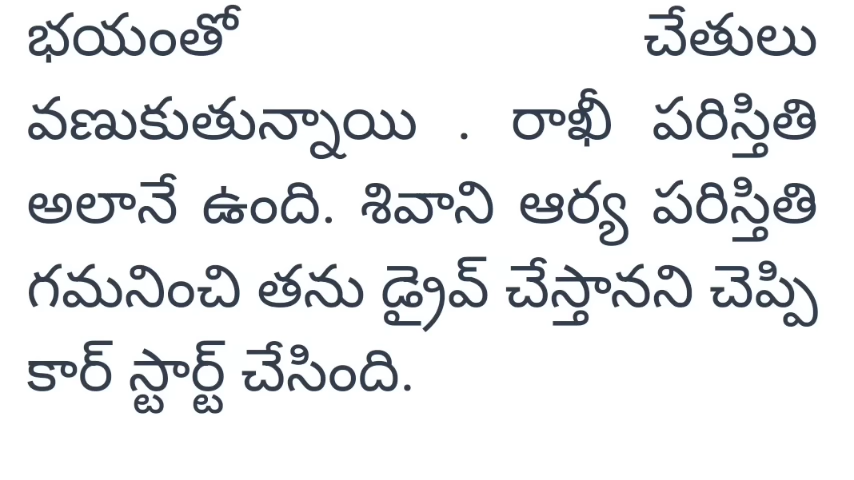 భయంతో చేతులు
వణుకుతున్నాయి . రాఖీ పరిస్తితి
అలానే ఉంది. శివాని ఆర్య పరిస్తితి
గమనించి తను డ్రైవ్ చేస్తానని చెప్పి
కార్ స్టార్ట్ చేసింది.